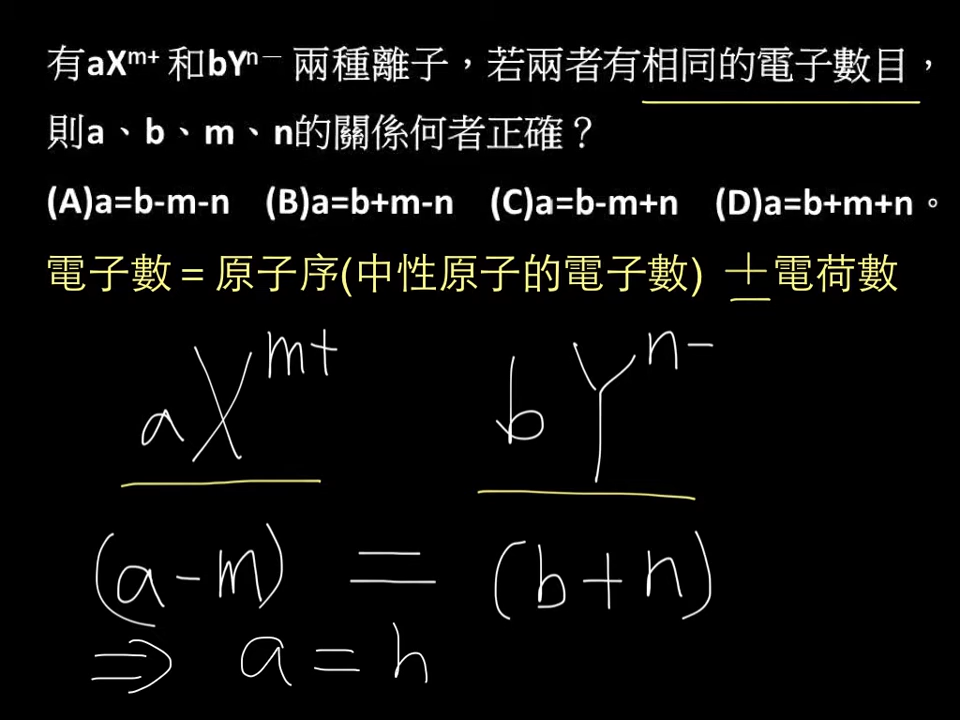 有aXᵐ⁺ 和bYⁿ⁻ 兩種離子，若兩者有相同的電子數目，
則a、b、m、n的關係何者正確？
(A)a=b-m-n (B)a=b+m-n (C)a=b-m+n (D)a=b+m+n。
電子數＝原子序(中性原子的電子數) ±電荷數
aXᵐ⁺ bYⁿ⁻
(a-m) = (b+n)
⇒ a = h